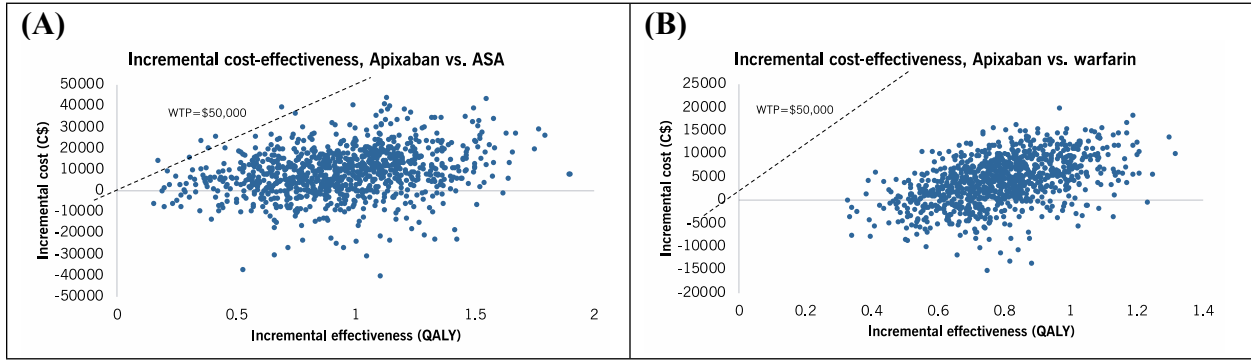 (A)
Incremental cost-effectiveness, Apixaban vs. ASA
Incremental cost (C$)
50000
40000
30000
20000
10000
0
-10000
-20000
-30000
-40000
-50000
WTP=$50,000
0 0.5 1 1.5 2
Incremental effectiveness (QALY)
(B)
Incremental cost-effectiveness, Apixaban vs. warfarin
Incremental cost (C$)
25000
20000
15000
10000
5000
0
-5000
-10000
-15000
-20000
WTP=$50,000
0 0.2 0.4 0.6 0.8 1 1.2 1.4
Incremental effectiveness (QALY)